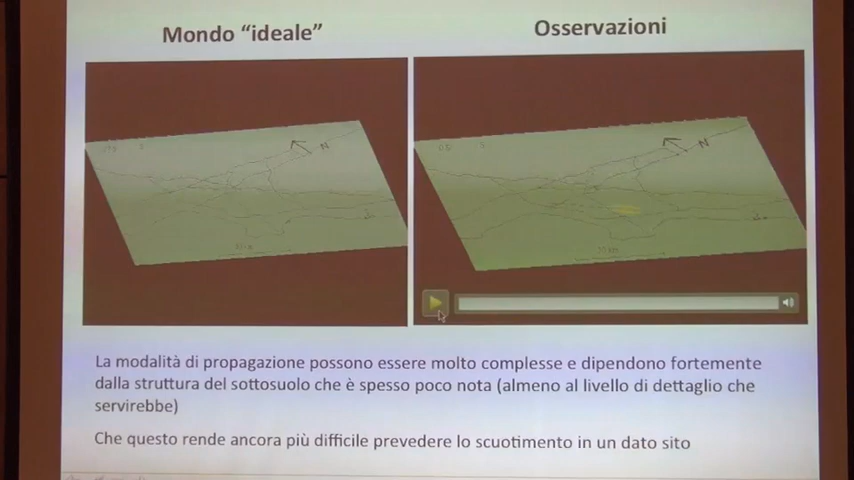 Mondo “ideale”
Osservazioni
N
N
La modalità di propagazione possono essere molto complesse e dipendono fortemente
dalla struttura del sottosuolo che è spesso poco nota (almeno al livello di dettaglio che
servirebbe)
Che questo rende ancora più difficile prevedere lo scuotimento in un dato sito